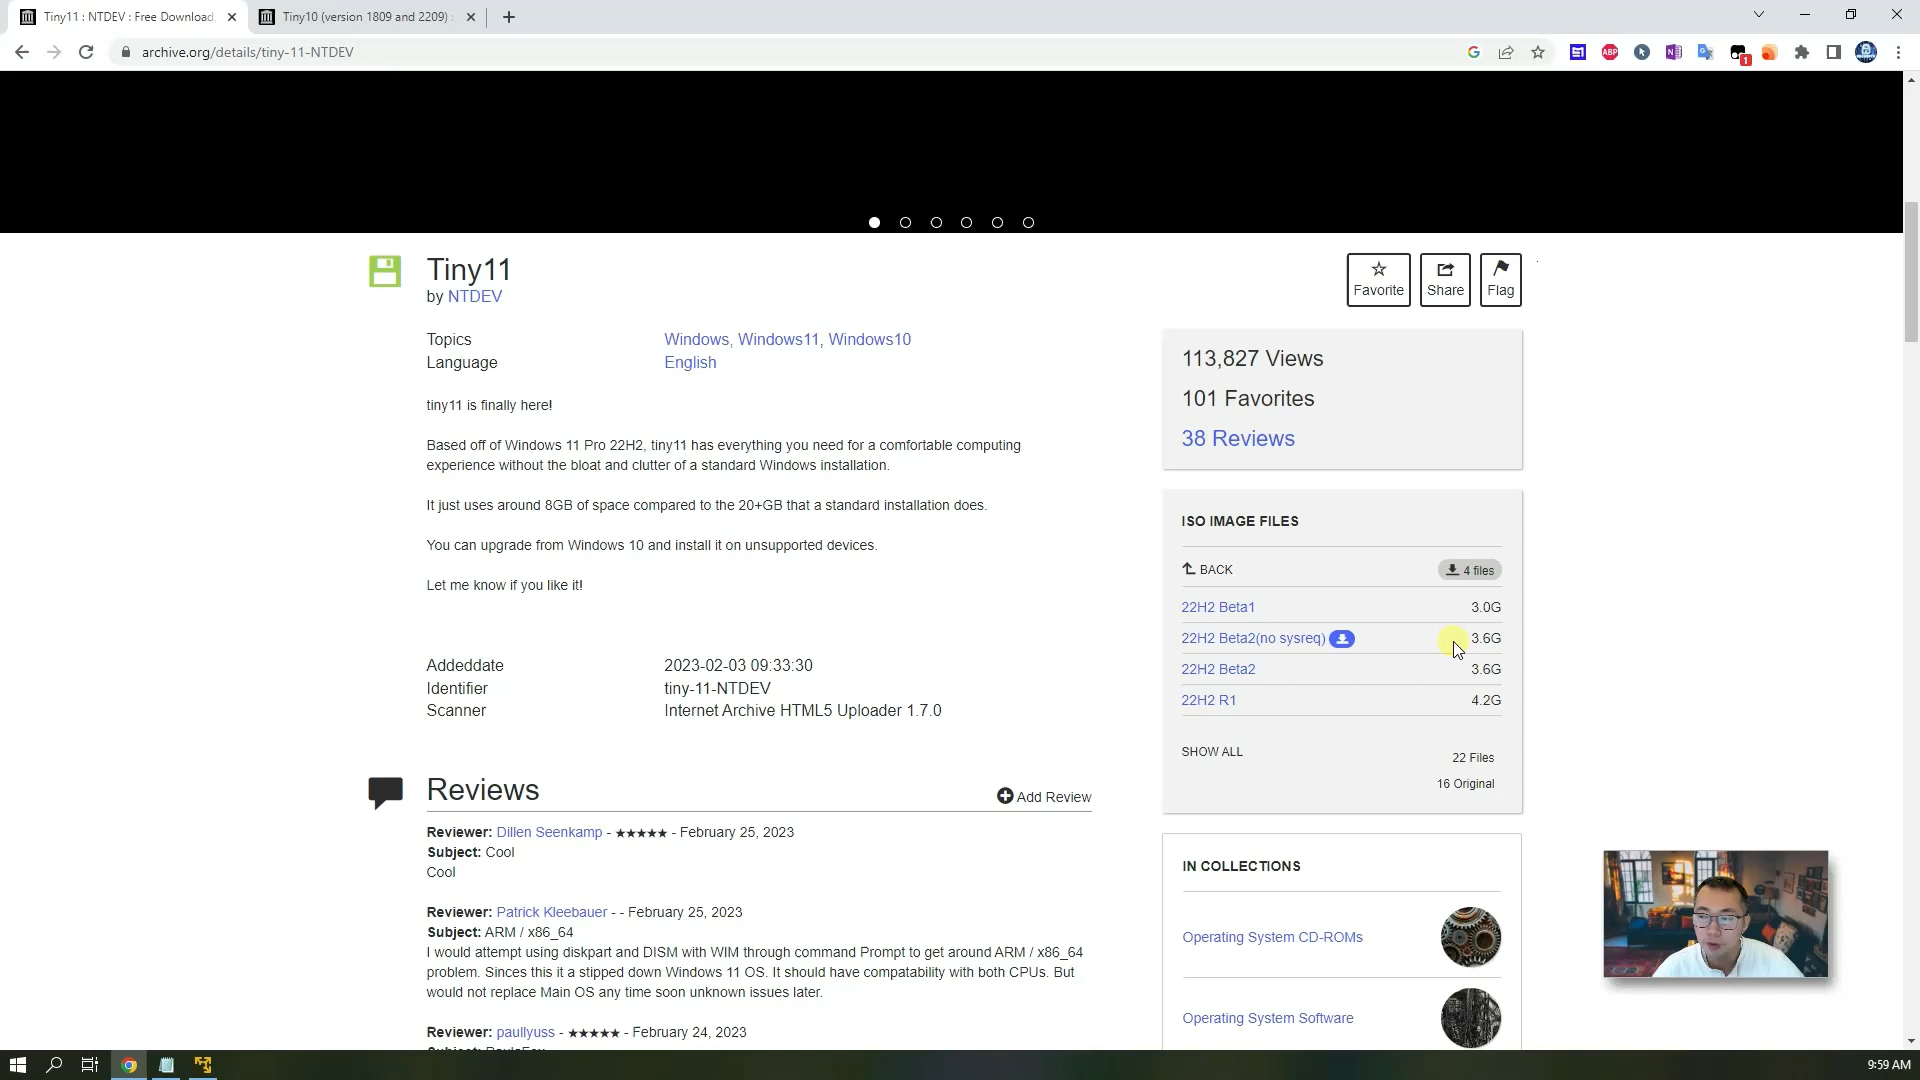 Tiny11 : NTDEV : Free Download
Tiny10 (version 1809 and 2209) :
archive.org/details/tiny-11-NTDEV
ABP
1
Tiny11
by NTDEV
Favorite
Share
Flag
Topics
Windows, Windows11, Windows10
Language
English
tiny11 is finally here!
Based off of Windows 11 Pro 22H2, tiny11 has everything you need for a comfortable computing
experience without the bloat and clutter of a standard Windows installation.
It just uses around 8GB of space compared to the 20+GB that a standard installation does.
You can upgrade from Windows 10 and install it on unsupported devices.
Let me know if you like it!
Addeddate
2023-02-03 09:33:30
Identifier
tiny-11-NTDEV
Scanner
Internet Archive HTML5 Uploader 1.7.0
Reviews
Add Review
Reviewer: Dillen Seenkamp - ★★★★★ - February 25, 2023
Subject: Cool
Cool
Reviewer: Patrick Kleebauer - - February 25, 2023
Subject: ARM / x86_64
I would attempt using diskpart and DISM with WIM through command Prompt to get around ARM / x86_64
problem. Sinces this it a stipped down Windows 11 OS. It should have compatability with both CPUs. But
would not replace Main OS any time soon unknown issues later.
Reviewer: paullyuss - ★★★★★ - February 24, 2023
113,827 Views
101 Favorites
38 Reviews
ISO IMAGE FILES
BACK
4 files
22H2 Beta1
3.0G
22H2 Beta2(no sysreq)
3.6G
22H2 Beta2
3.6G
22H2 R1
4.2G
SHOW ALL
22 Files
16 Original
IN COLLECTIONS
Operating System CD-ROMs
Operating System Software
9:59 AM